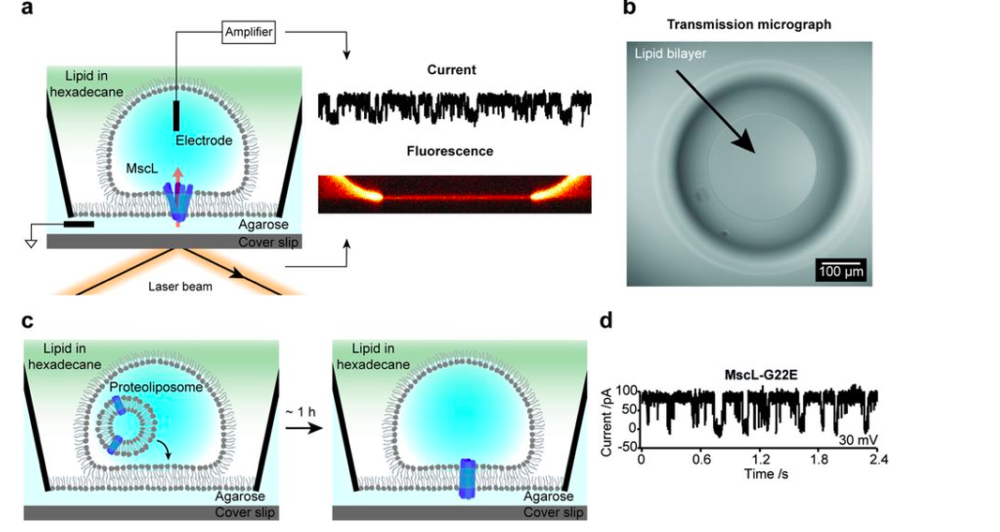 a
Amplifier
Lipid in
hexadecane
Electrode
MscL
Agarose
Cover slip
Laser beam
Current
Fluorescence
b
Transmission micrograph
Lipid bilayer
100 µm
c
Lipid in
hexadecane
Proteoliposome
Agarose
Cover slip
~ 1 h
Lipid in
hexadecane
Agarose
Cover slip
d
MscL-G22E
Current /pA
100
50
0
-50
30 mV
0 0.6 1.2 1.8 2.4
Time /s